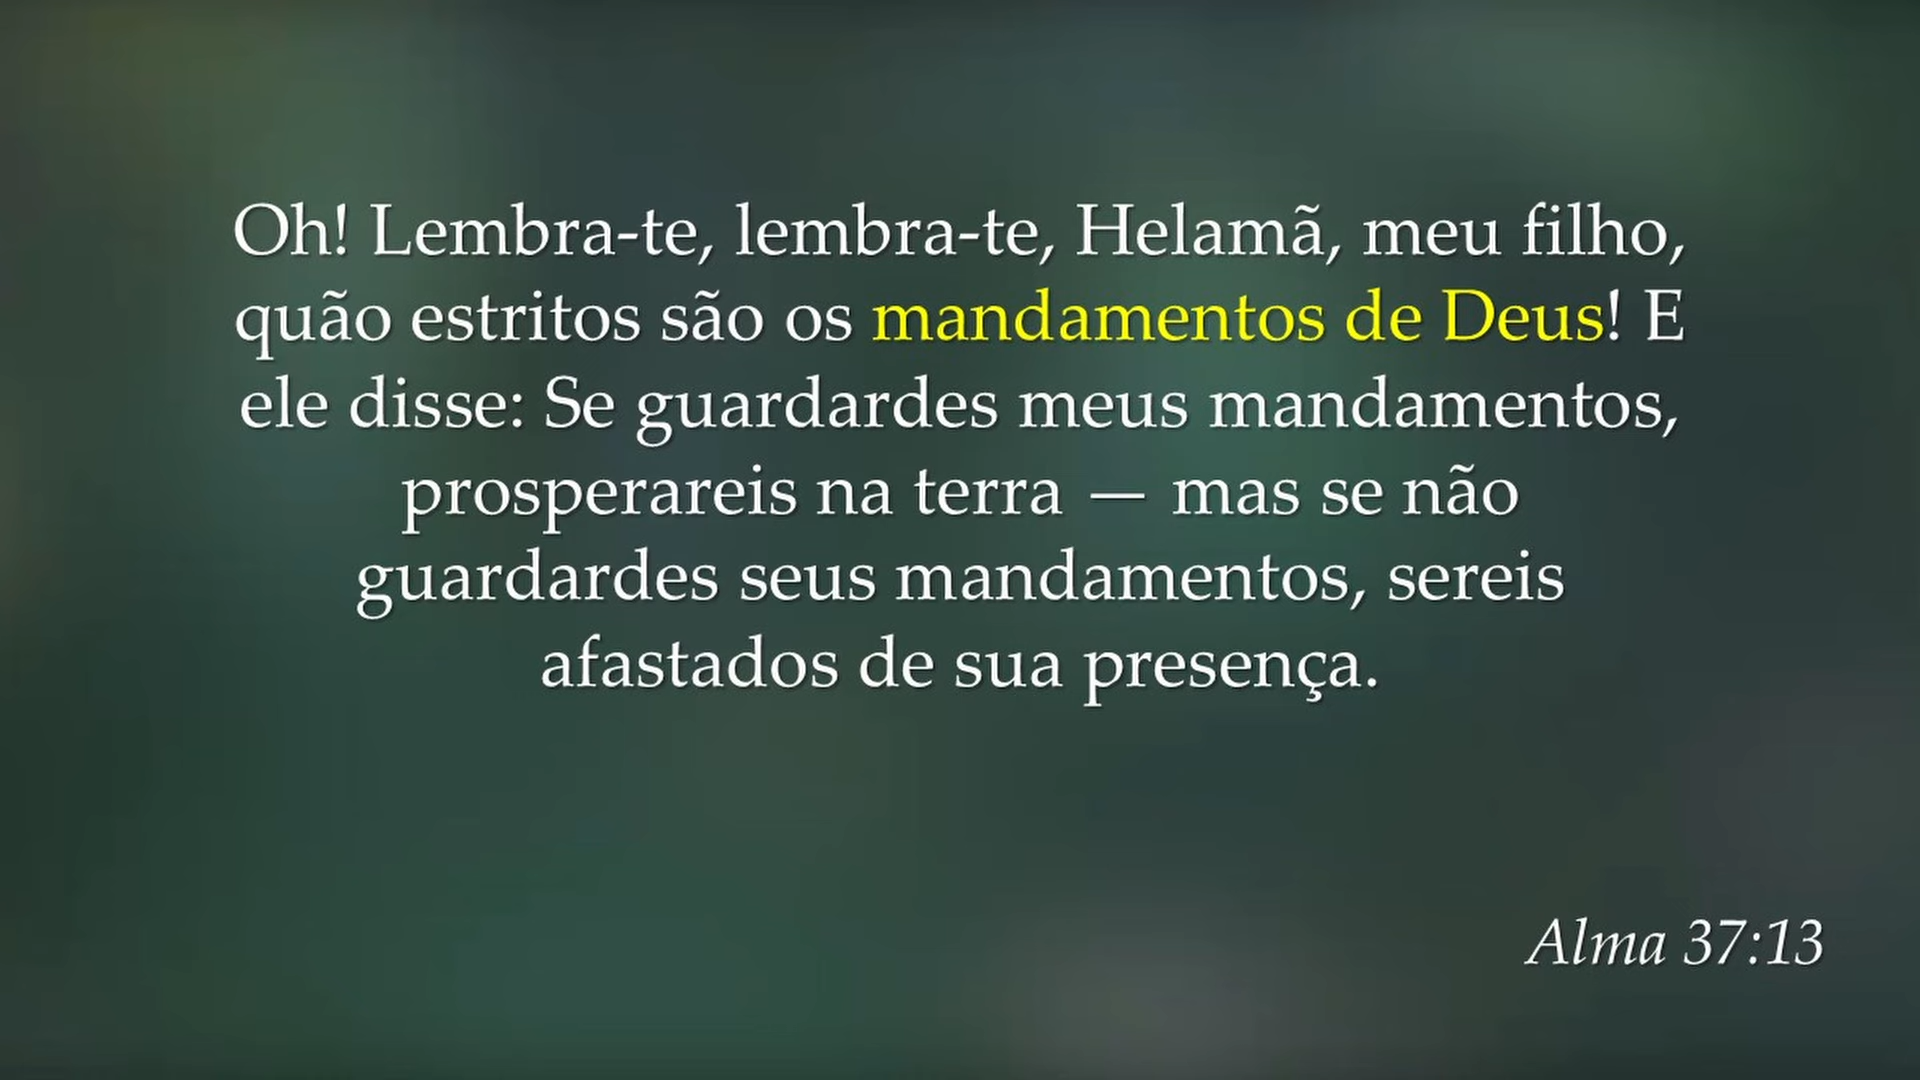 Oh! Lembra-te, lembra-te, Helamã, meu filho,
quão estritos são os mandamentos de Deus! E
ele disse: Se guardardes meus mandamentos,
prosperareis na terra — mas se não
guardardes seus mandamentos, sereis
afastados de sua presença.
Alma 37:13